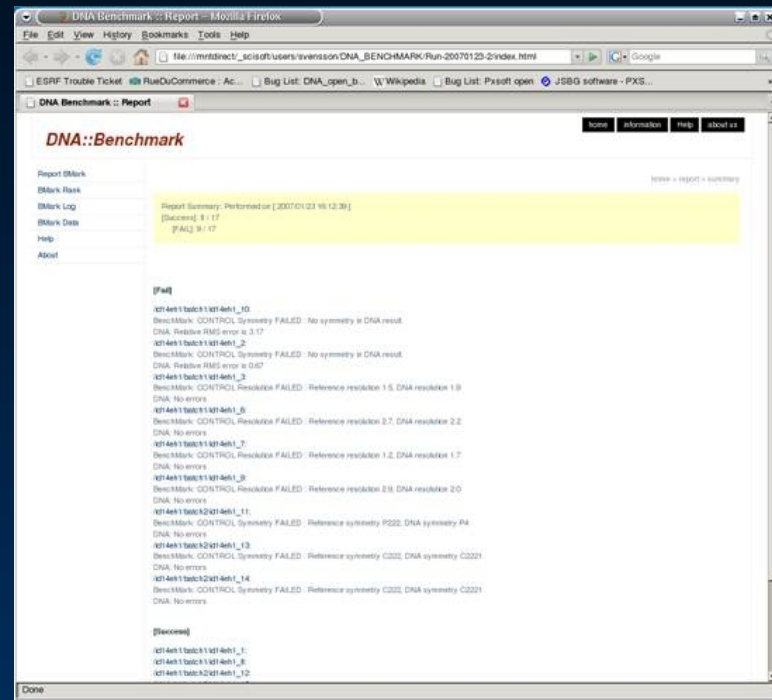 DNA Benchmark :: Report - Mozilla Firefox
File Edit View History Bookmarks Tools Help
file:///mntdirect/_scisoft/users/svensson/DNA_BENCHMARK/Run-20070123-2/index.html
Google
ESRF Trouble Ticket RueDuCommerce : Ac... Bug List: DNA_open_b... Wikipedia Bug List: Pxsoft open JSBG software - PXS...
DNA Benchmark :: Report
home information Help about us
DNA::Benchmark
Report BMark
BMark Rank
BMark Log
BMark Data
Help
About
home > report > summary
Report Summary: Performed on [ 2007/01/23 16:12:39 ]
[Success]: 8 / 17
[FAIL]: 9 / 17
[Fail]
/id14eh1/batch1/id14eh1_10:
BenchMark: CONTROL Symmetry FAILED : No symmetry in DNA result.
DNA: Relative RMS error is 3.17
/id14eh1/batch1/id14eh1_2:
BenchMark: CONTROL Symmetry FAILED : No symmetry in DNA result.
DNA: Relative RMS error is 0.67
/id14eh1/batch1/id14eh1_3:
BenchMark: CONTROL Resolution FAILED : Reference resolution 1.5, DNA resolution 1.9
DNA: No errors
/id14eh1/batch1/id14eh1_6:
BenchMark: CONTROL Resolution FAILED : Reference resolution 2.7, DNA resolution 2.2
DNA: No errors
/id14eh1/batch1/id14eh1_7:
BenchMark: CONTROL Resolution FAILED : Reference resolution 1.2, DNA resolution 1.7
DNA: No errors
/id14eh1/batch1/id14eh1_9:
BenchMark: CONTROL Resolution FAILED : Reference resolution 2.9, DNA resolution 2.0
DNA: No errors
/id14eh1/batch2/id14eh1_11:
BenchMark: CONTROL Symmetry FAILED : Reference symmetry P222, DNA symmetry P4
DNA: No errors
/id14eh1/batch2/id14eh1_13:
BenchMark: CONTROL Symmetry FAILED : Reference symmetry C222, DNA symmetry C2221
DNA: No errors
/id14eh1/batch2/id14eh1_14:
BenchMark: CONTROL Symmetry FAILED : Reference symmetry C222, DNA symmetry C2221
DNA: No errors
[Success]
/id14eh1/batch1/id14eh1_1:
/id14eh1/batch1/id14eh1_8:
/id14eh1/batch2/id14eh1_12:
Done